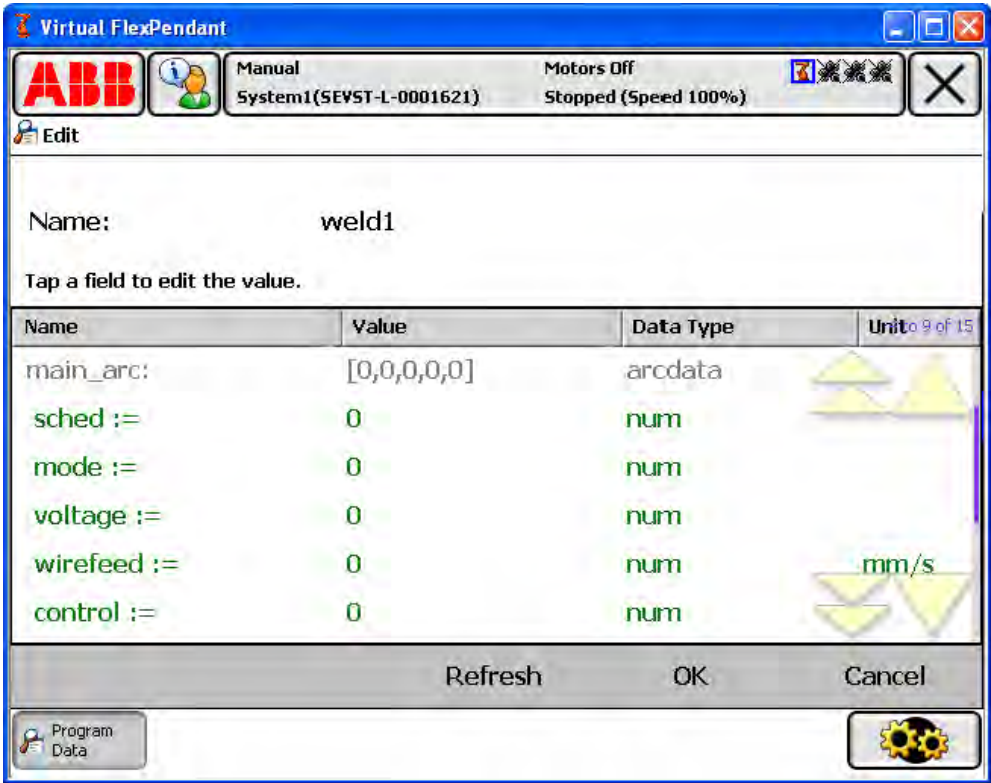 Virtual FlexPendant
ABB
Manual Motors Off
System1(SEVST-L-0001621) Stopped (Speed 100%)
Edit
Name: weld1
Tap a field to edit the value.
Name Value Data Type Unit to 9 of 15
main_arc: [0,0,0,0,0] arcdata
sched := 0 num
mode := 0 num
voltage := 0 num
wirefeed := 0 num mm/s
control := 0 num
Refresh OK Cancel
Program
Data